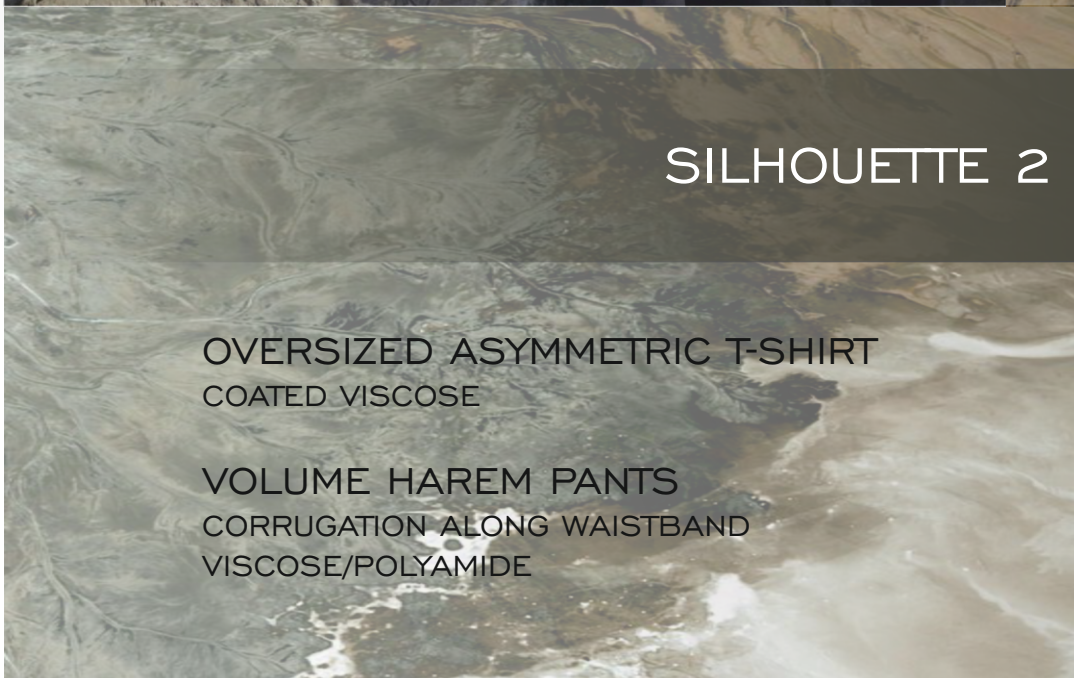 SILHOUETTE 2
OVERSIZED ASYMMETRIC T-SHIRT
COATED VISCOSE
VOLUME HAREM PANTS
CORRUGATION ALONG WAISTBAND
VISCOSE/POLYAMIDE